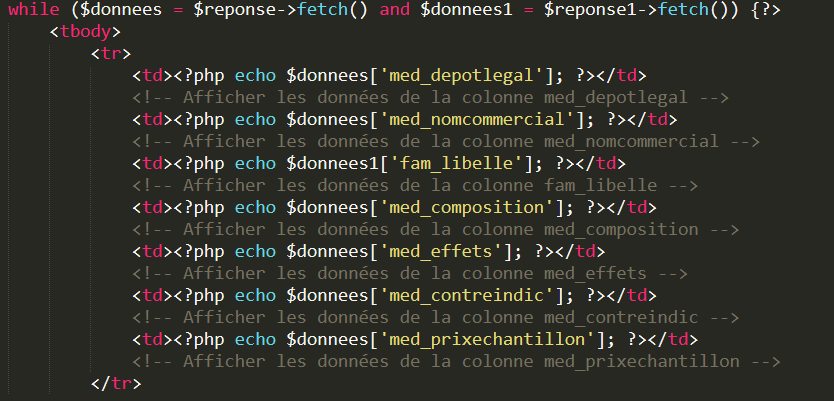 while ($donnees = $reponse->fetch() and $donnees1 = $reponse1->fetch()) {?>
<tbody>
<tr>
<td><?php echo $donnees['med_depotlegal']; ?></td>
<!-- Afficher les données de la colonne med_depotlegal -->
<td><?php echo $donnees['med_nomcommercial']; ?></td>
<!-- Afficher les données de la colonne med_nomcommercial -->
<td><?php echo $donnees1['fam_libelle']; ?></td>
<!-- Afficher les données de la colonne fam_libelle -->
<td><?php echo $donnees['med_composition']; ?></td>
<!-- Afficher les données de la colonne med_composition -->
<td><?php echo $donnees['med_effets']; ?></td>
<!-- Afficher les données de la colonne med_effets -->
<td><?php echo $donnees['med_contreindic']; ?></td>
<!-- Afficher les données de la colonne med_contreindic -->
<td><?php echo $donnees['med_prixechantillon']; ?></td>
<!-- Afficher les données de la colonne med_prixechantillon -->
</tr>